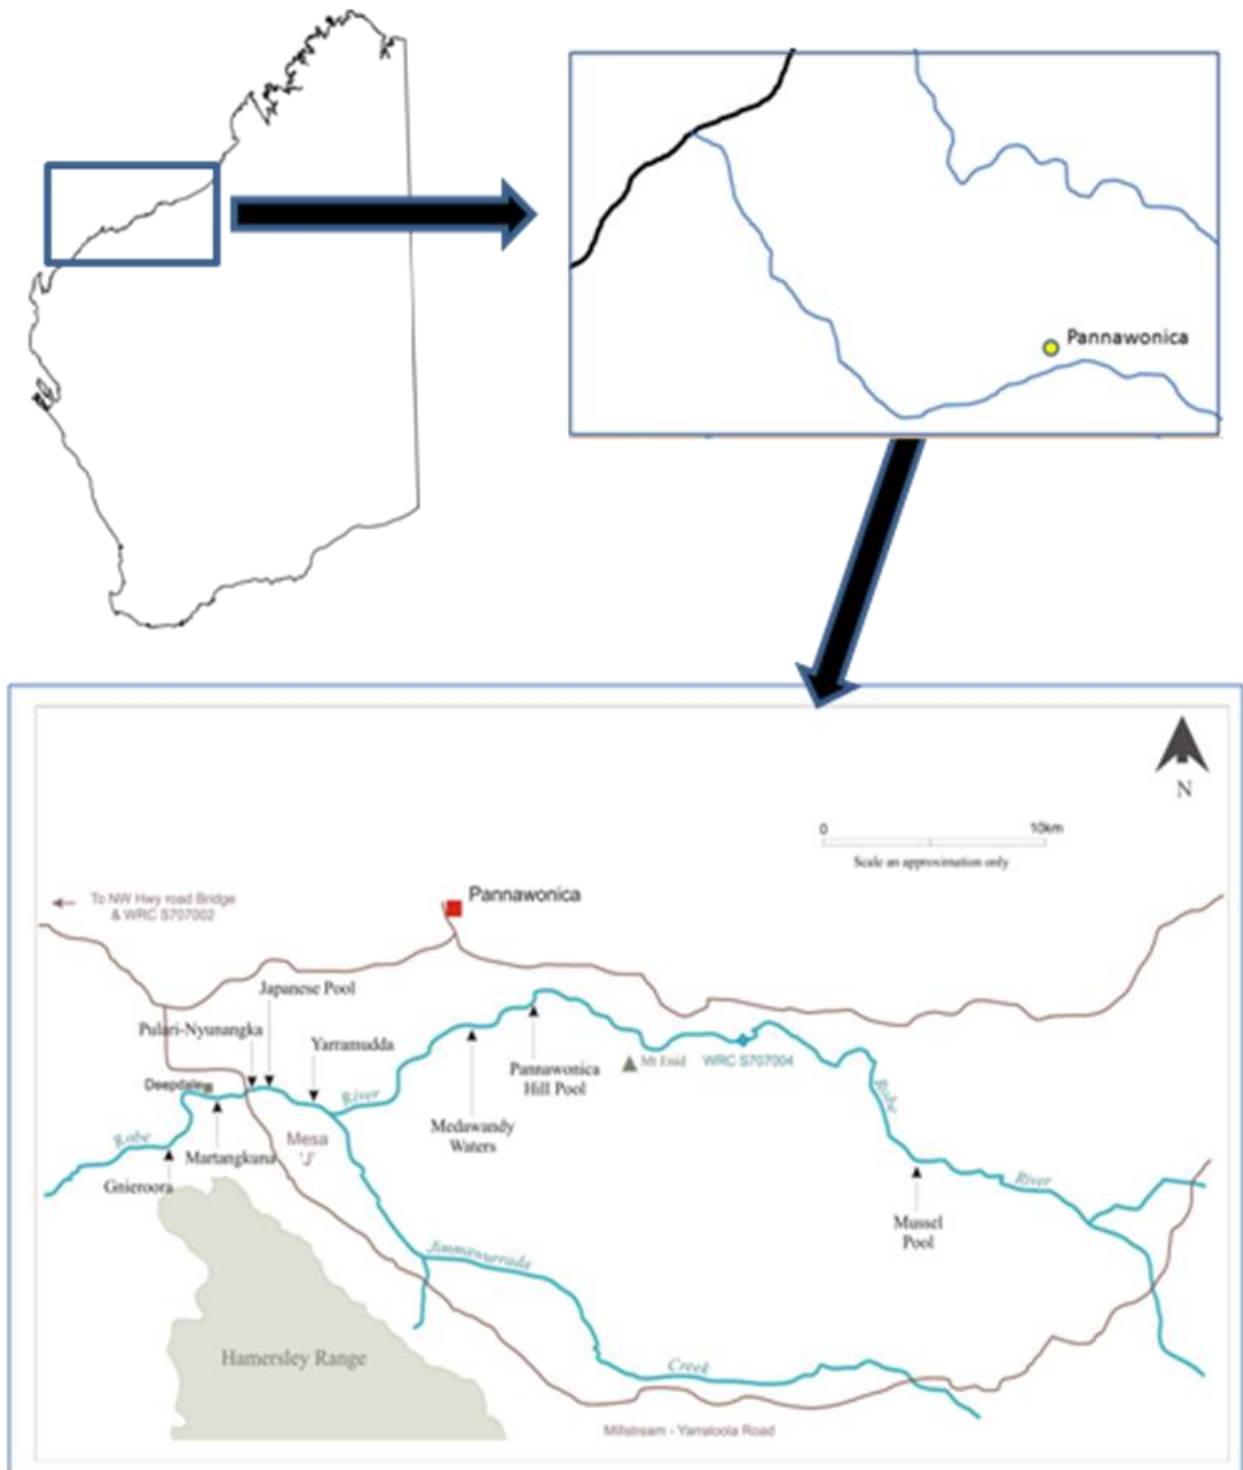 Pannawonica
N
0 10km
Scale an approximation only
To NW Hwy road Bridge
& WRC S707002
Pannawonica
Japanese Pool
Pulari-Nyunangka
Yarramudda
Deepdale
River
Pannawonica
Hill Pool
Mt Enid
WRC S707004
Robe
Medawandy
Waters
Robe
Mesa
'J'
Martangkuna
Gnieroora
River
Mussel
Pool
Jimmawurrada
Hamersley Range
Creek
Millstream - Yarraloola Road